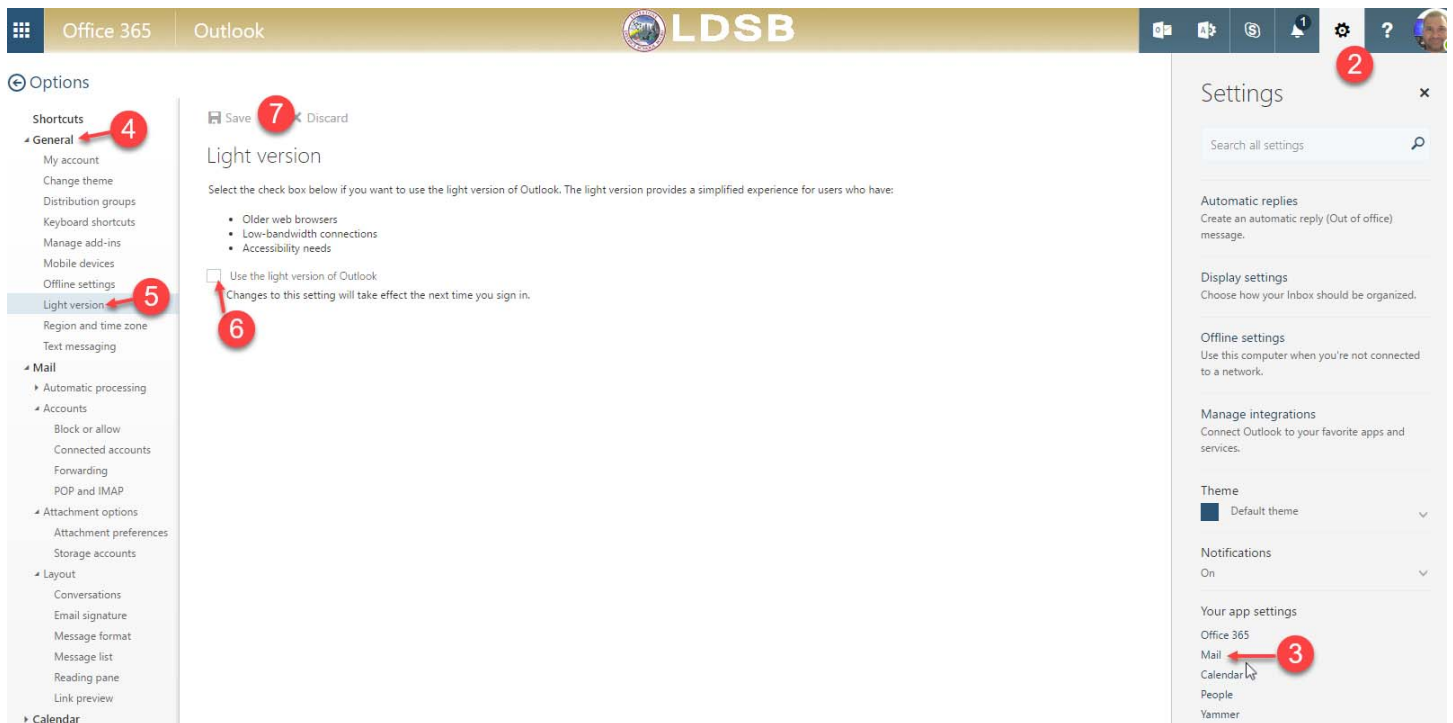 Office 365
Outlook
LDSB
1
?
2
Options
Shortcuts
General
4
My account
Change theme
Distribution groups
Keyboard shortcuts
Manage add-ins
Mobile devices
Offline settings
Light version
5
Region and time zone
Text messaging
Mail
Automatic processing
Accounts
Block or allow
Connected accounts
Forwarding
POP and IMAP
Attachment options
Attachment preferences
Storage accounts
Layout
Conversations
Email signature
Message format
Message list
Reading pane
Link preview
Calendar
Save
7
Discard
Light version
Select the check box below if you want to use the light version of Outlook. The light version provides a simplified experience for users who have:
• Older web browsers
• Low-bandwidth connections
• Accessibility needs
Use the light version of Outlook
Changes to this setting will take effect the next time you sign in.
6
Settings
Search all settings
Automatic replies
Create an automatic reply (Out of office)
message.
Display settings
Choose how your Inbox should be organized.
Offline settings
Use this computer when you're not connected
to a network.
Manage integrations
Connect Outlook to your favorite apps and
services.
Theme
Default theme
Notifications
On
Your app settings
Office 365
Mail
3
Calendar
People
Yammer